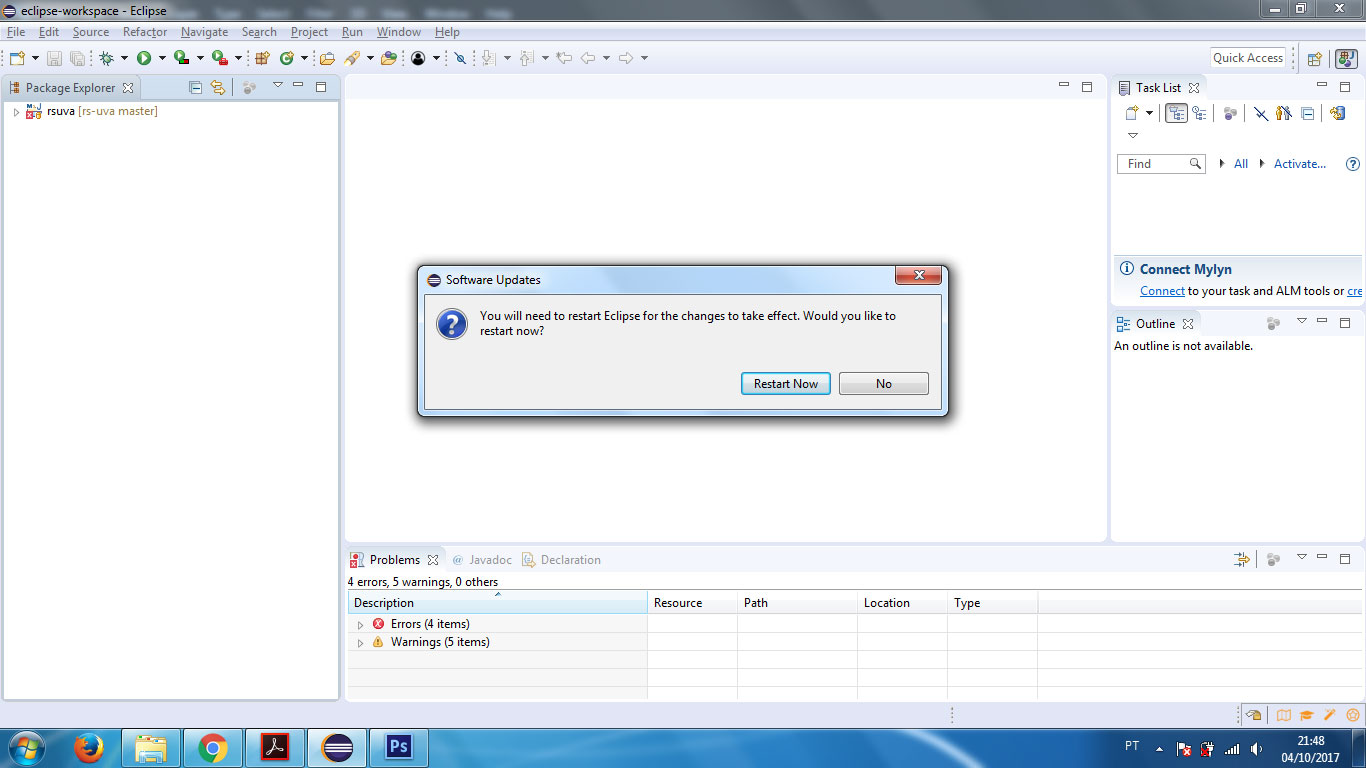 eclipse-workspace - Eclipse
File Edit Source Refactor Navigate Search Project Run Window Help
Quick Access
Package Explorer
rsuva [rs-uva master]
Task List
Find
All
Activate...
Connect Mylyn
Connect to your task and ALM tools or cre
Outline
An outline is not available.
Software Updates
You will need to restart Eclipse for the changes to take effect. Would you like to
restart now?
Restart Now No
Problems @ Javadoc Declaration
4 errors, 5 warnings, 0 others
Description Resource Path Location Type
Errors (4 items)
Warnings (5 items)
Ps
PT
21:48
04/10/2017